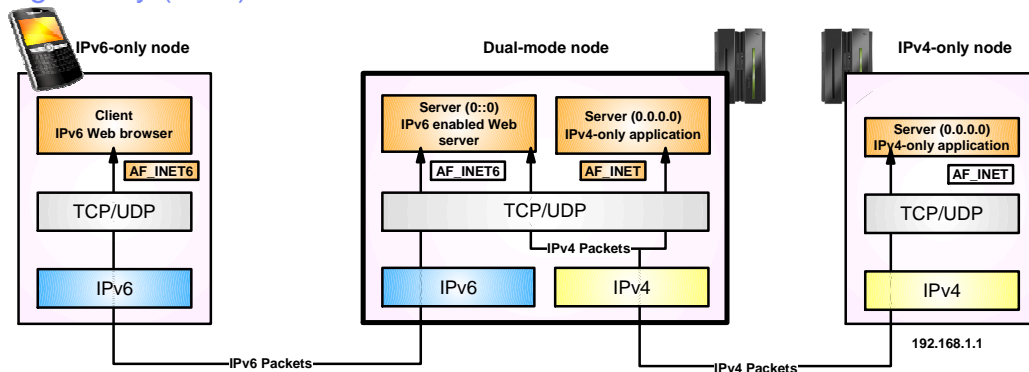 IPv6-only node
Dual-mode node
IPv4-only node
Client
IPv6 Web browser
Server (0::0)
IPv6 enabled Web
server
Server (0.0.0.0)
IPv4-only application
Server (0.0.0.0)
IPv4-only application
AF_INET6
AF_INET6
AF_INET
AF_INET
TCP/UDP
TCP/UDP
TCP/UDP
IPv4 Packets
IPv6
IPv6
IPv4
IPv4
192.168.1.1
IPv6 Packets
IPv4 Packets